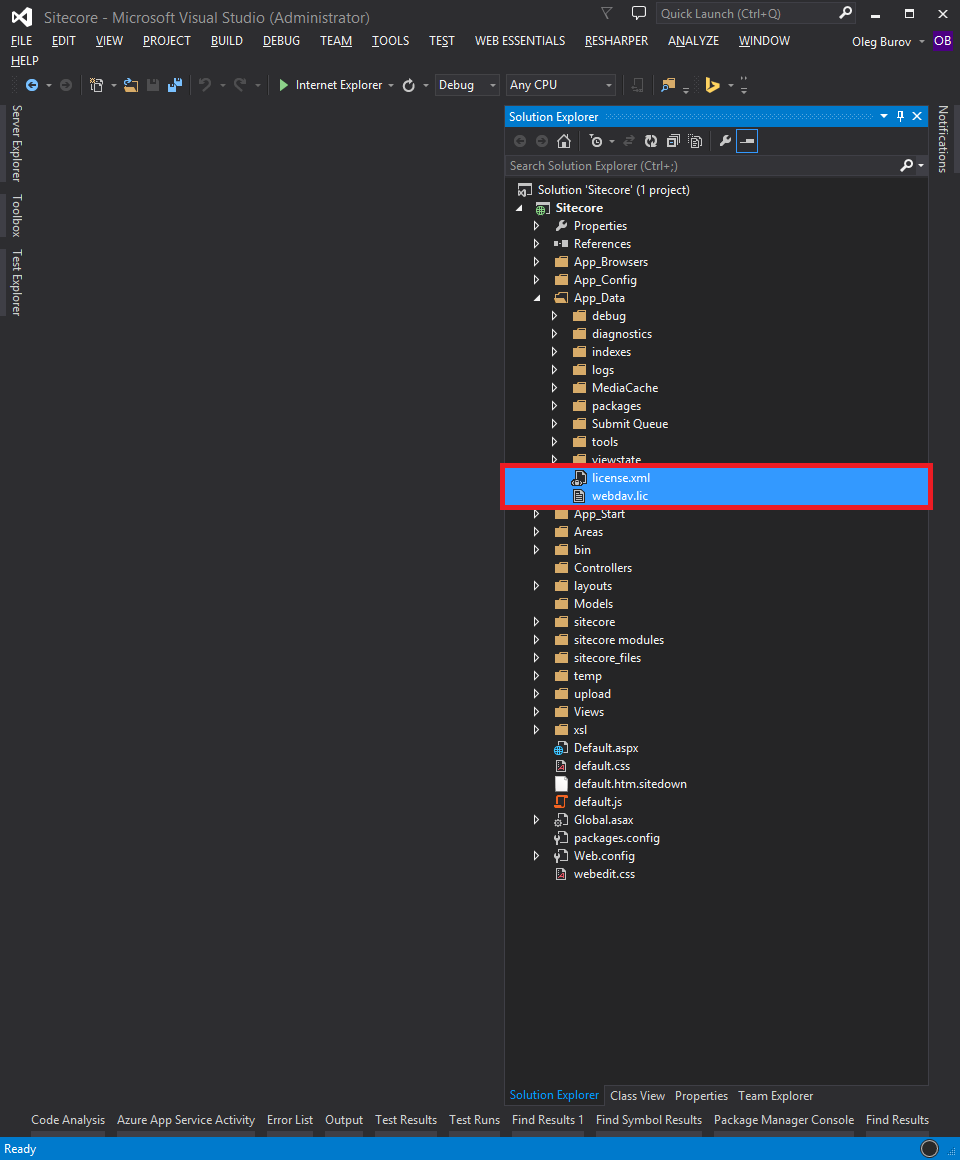 Sitecore - Microsoft Visual Studio (Administrator)
Quick Launch (Ctrl+Q)
FILE EDIT VIEW PROJECT BUILD DEBUG TEAM TOOLS TEST WEB ESSENTIALS RESHARPER ANALYZE WINDOW
Oleg Burov OB
HELP
Internet Explorer Debug Any CPU
Server Explorer
Toolbox
Test Explorer
Solution Explorer
Search Solution Explorer (Ctrl+;)
Solution 'Sitecore' (1 project)
Sitecore
Properties
References
App_Browsers
App_Config
App_Data
debug
diagnostics
indexes
logs
MediaCache
packages
Submit Queue
tools
viewstate
license.xml
webdav.lic
App_Start
Areas
bin
Controllers
layouts
Models
sitecore
sitecore modules
sitecore_files
temp
upload
Views
xsl
Default.aspx
default.css
default.htm.sitedown
default.js
Global.asax
packages.config
Web.config
webedit.css
Notifications
Solution Explorer Class View Properties Team Explorer
Code Analysis Azure App Service Activity Error List Output Test Results Test Runs Find Results 1 Find Symbol Results Package Manager Console Find Results
Ready